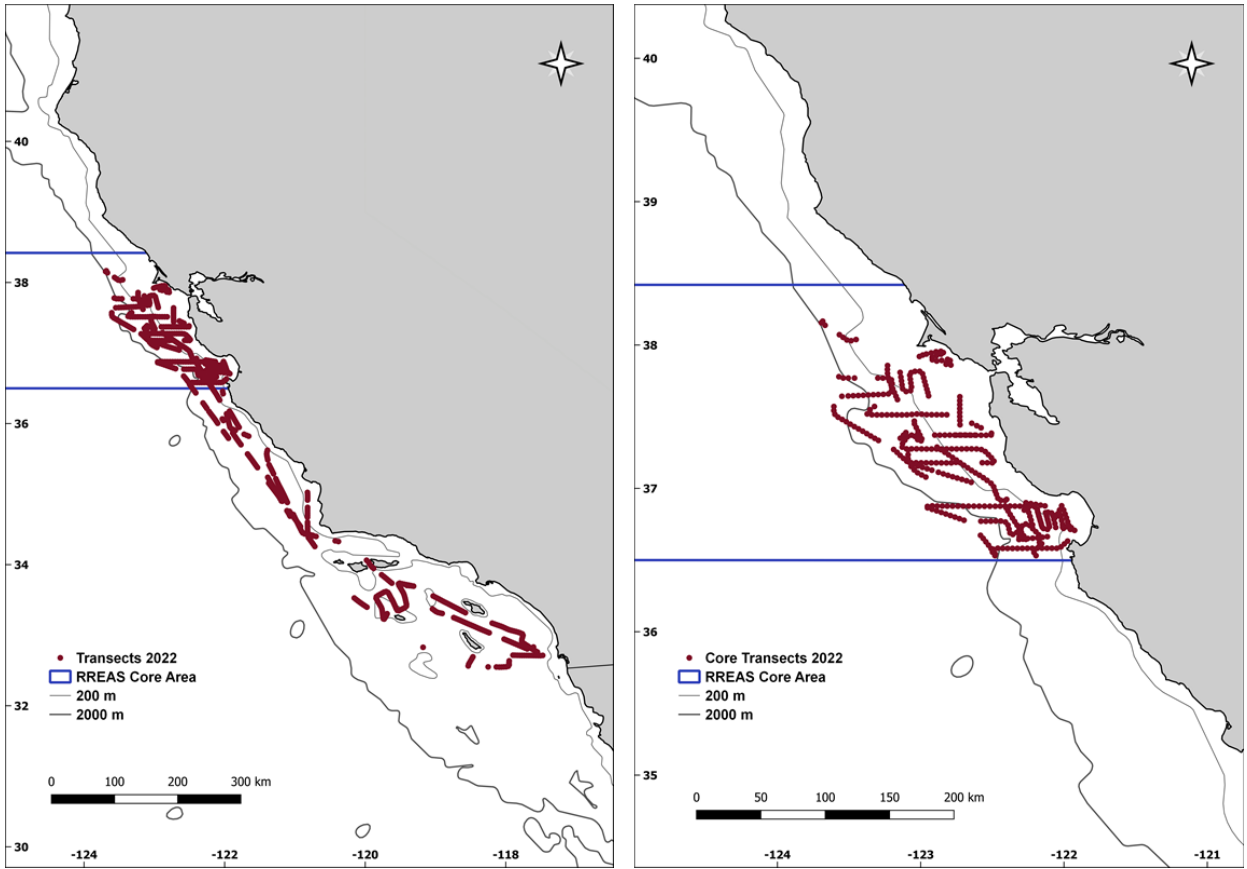 40
38
36
34
32
30
Transects 2022
RREAS Core Area
200 m
2000 m
0 100 200 300 km
-124 -122 -120 -118
40
39
38
37
36
35
Core Transects 2022
RREAS Core Area
200 m
2000 m
0 50 100 150 200 km
-124 -123 -122 -121